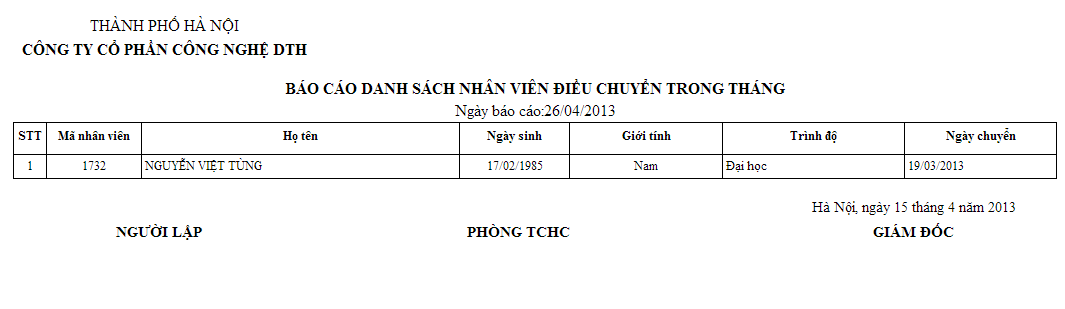 THÀNH PHỐ HÀ NỘI
CÔNG TY CỔ PHẦN CÔNG NGHỆ DTH
BÁO CÁO DANH SÁCH NHÂN VIÊN ĐIỀU CHUYỂN TRONG THÁNG
Ngày báo cáo:26/04/2013
STT Mã nhân viên Họ tên Ngày sinh Giới tính Trình độ Ngày chuyển
1 1732 NGUYỄN VIỆT TÙNG 17/02/1985 Nam Đại học 19/03/2013
Hà Nội, ngày 15 tháng 4 năm 2013
NGƯỜI LẬP PHÒNG TCHC GIÁM ĐỐC